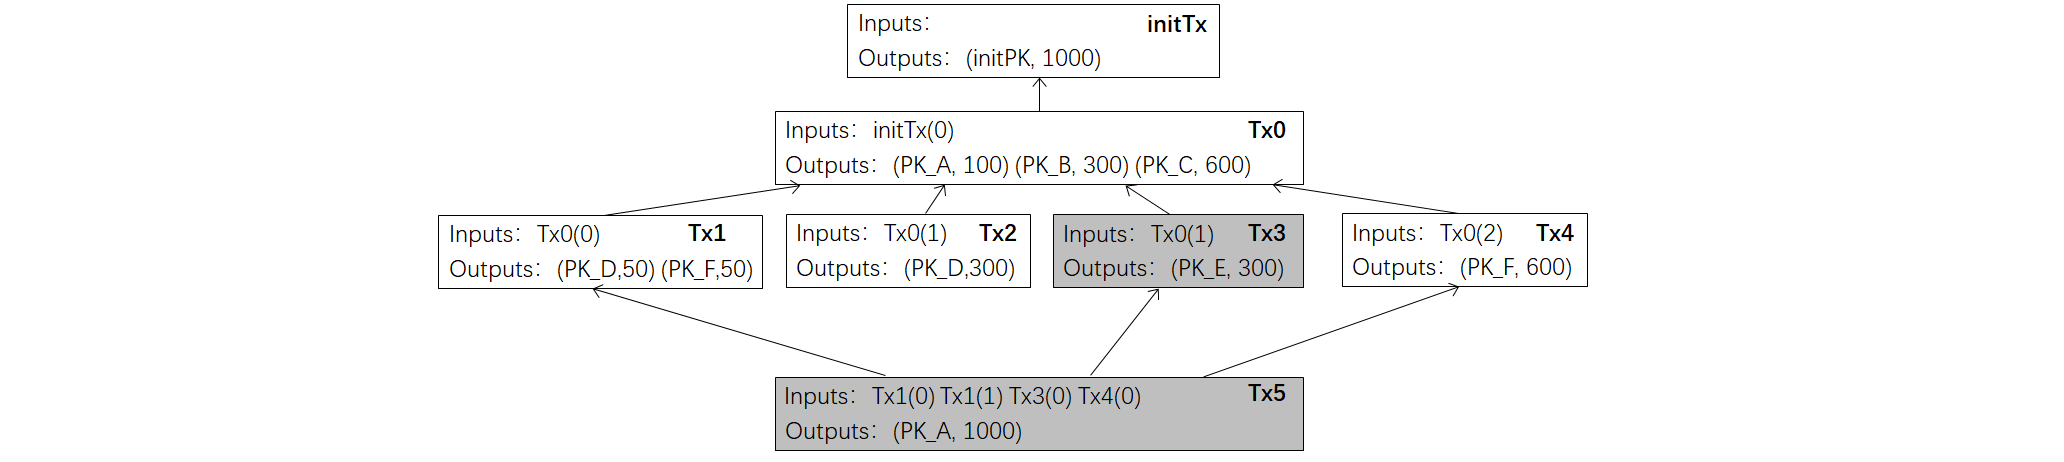 Inputs: initTx
Outputs: (initPK, 1000)
Inputs: initTx(0) Tx0
Outputs: (PK_A, 100) (PK_B, 300) (PK_C, 600)
Inputs: Tx0(0) Tx1
Outputs: (PK_D,50) (PK_F,50)
Inputs: Tx0(1) Tx2
Outputs: (PK_D,300)
Inputs: Tx0(1) Tx3
Outputs: (PK_E, 300)
Inputs: Tx0(2) Tx4
Outputs: (PK_F, 600)
Inputs: Tx1(0) Tx1(1) Tx3(0) Tx4(0) Tx5
Outputs: (PK_A, 1000)